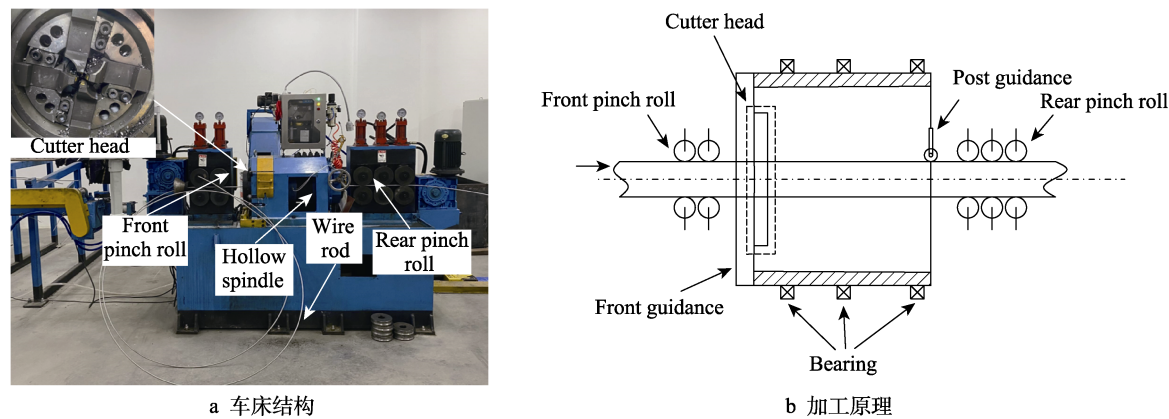 Cutter head
Front
pinch roll
Hollow
spindle
Wire
rod
Rear pinch
roll
a 车床结构
Cutter head
Front pinch roll
Post guidance
Rear pinch roll
Front guidance
Bearing
b 加工原理